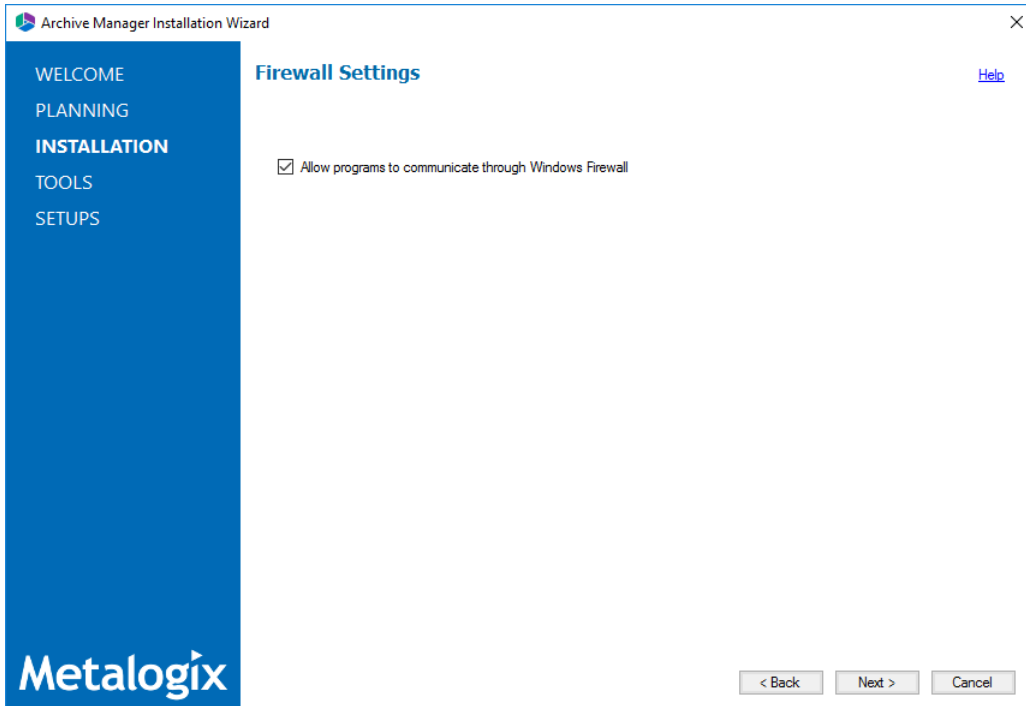 Archive Manager Installation Wizard
WELCOME
PLANNING
INSTALLATION
TOOLS
SETUPS
Firewall Settings
Help
Allow programs to communicate through Windows Firewall
Metalogix
< Back
Next >
Cancel